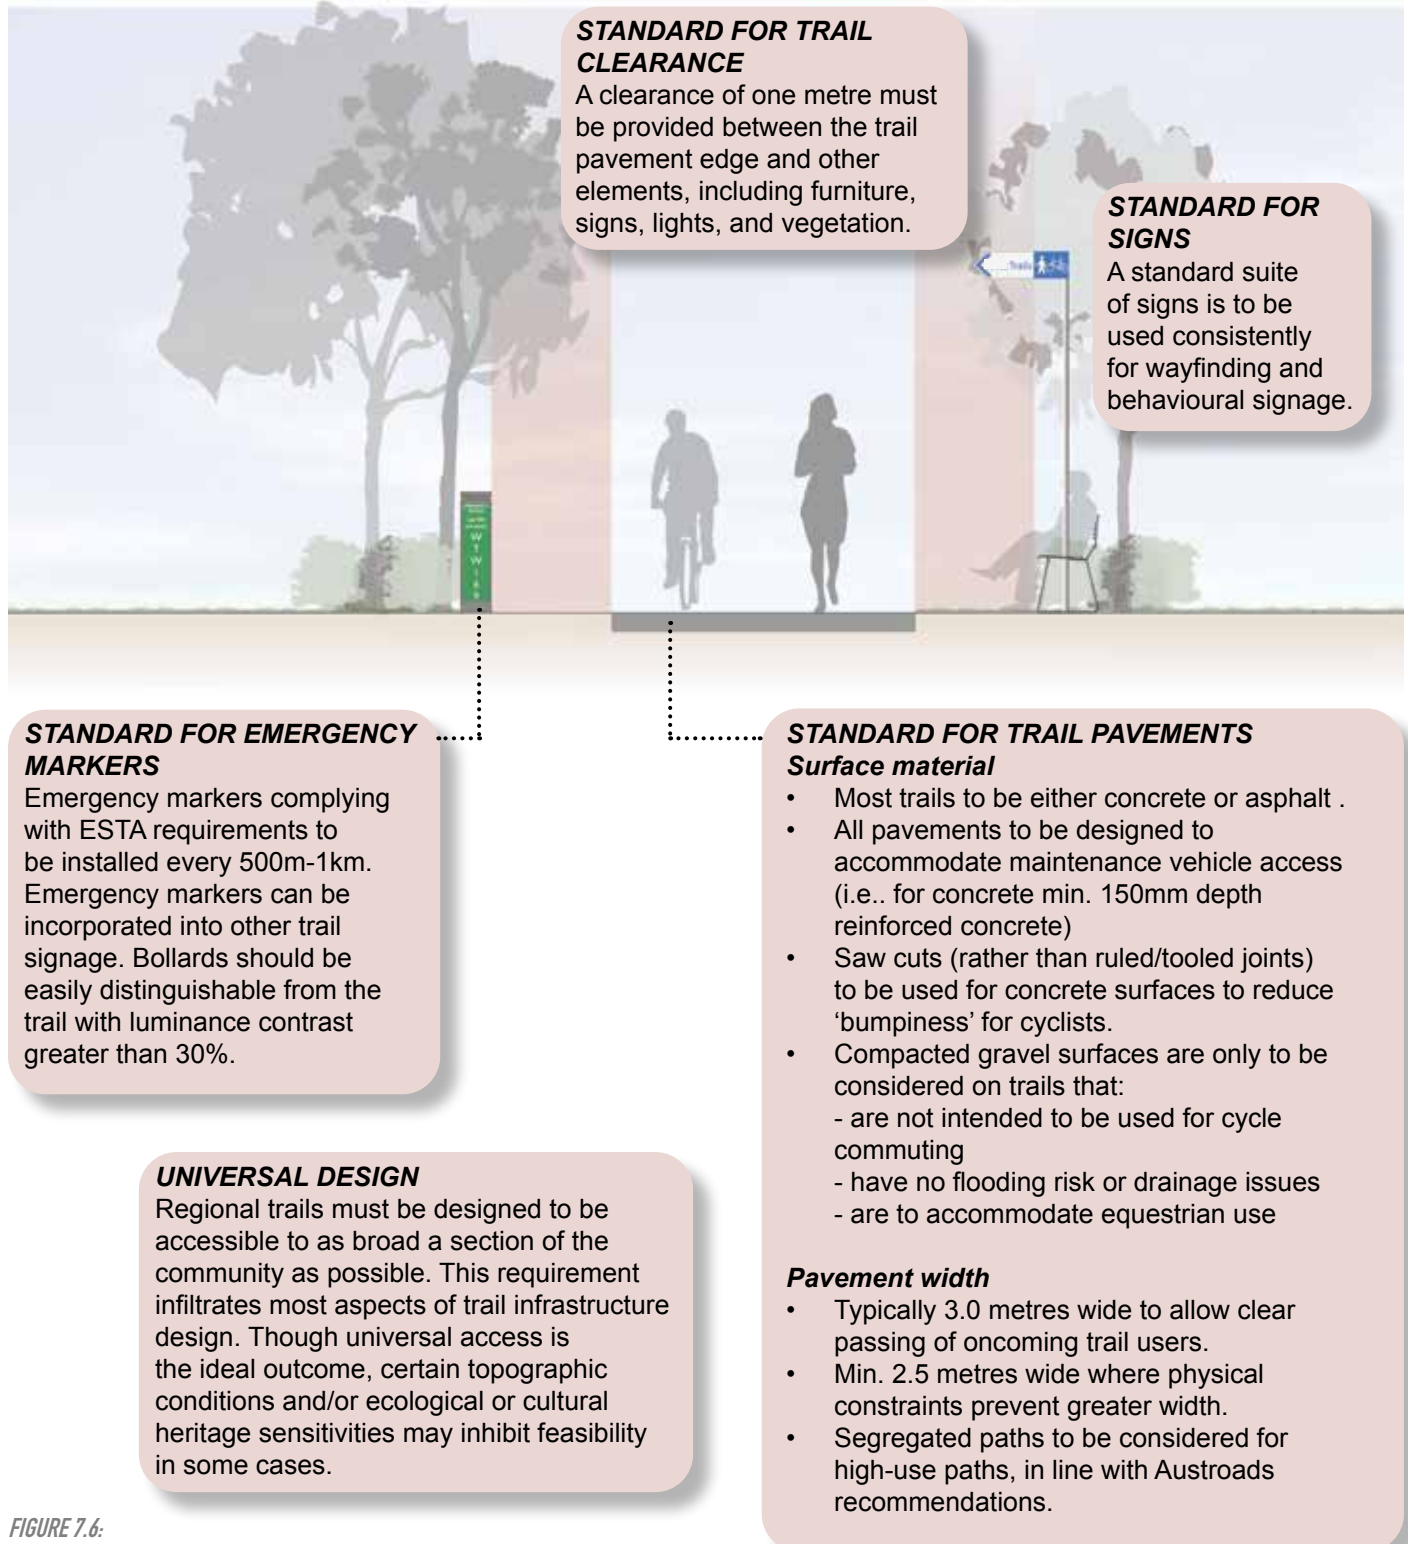 STANDARD FOR TRAIL
CLEARANCE
A clearance of one metre must
be provided between the trail
pavement edge and other
elements, including furniture,
signs, lights, and vegetation.
STANDARD FOR
SIGNS
A standard suite
of signs is to be
used consistently
for wayfinding and
behavioural signage.
Trails
W
T
W
STANDARD FOR EMERGENCY
MARKERS
Emergency markers complying
with ESTA requirements to
be installed every 500m-1km.
Emergency markers can be
incorporated into other trail
signage. Bollards should be
easily distinguishable from the
trail with luminance contrast
greater than 30%.
UNIVERSAL DESIGN
Regional trails must be designed to be
accessible to as broad a section of the
community as possible. This requirement
infiltrates most aspects of trail infrastructure
design. Though universal access is
the ideal outcome, certain topographic
conditions and/or ecological or cultural
heritage sensitivities may inhibit feasibility
in some cases.
STANDARD FOR TRAIL PAVEMENTS
Surface material
• Most trails to be either concrete or asphalt .
• All pavements to be designed to
accommodate maintenance vehicle access
(i.e.. for concrete min. 150mm depth
reinforced concrete)
• Saw cuts (rather than ruled/tooled joints)
to be used for concrete surfaces to reduce
‘bumpiness’ for cyclists.
• Compacted gravel surfaces are only to be
considered on trails that:
- are not intended to be used for cycle
commuting
- have no flooding risk or drainage issues
- are to accommodate equestrian use
Pavement width
• Typically 3.0 metres wide to allow clear
passing of oncoming trail users.
• Min. 2.5 metres wide where physical
constraints prevent greater width.
• Segregated paths to be considered for
high-use paths, in line with Austroads
recommendations.
FIGURE 7.6: